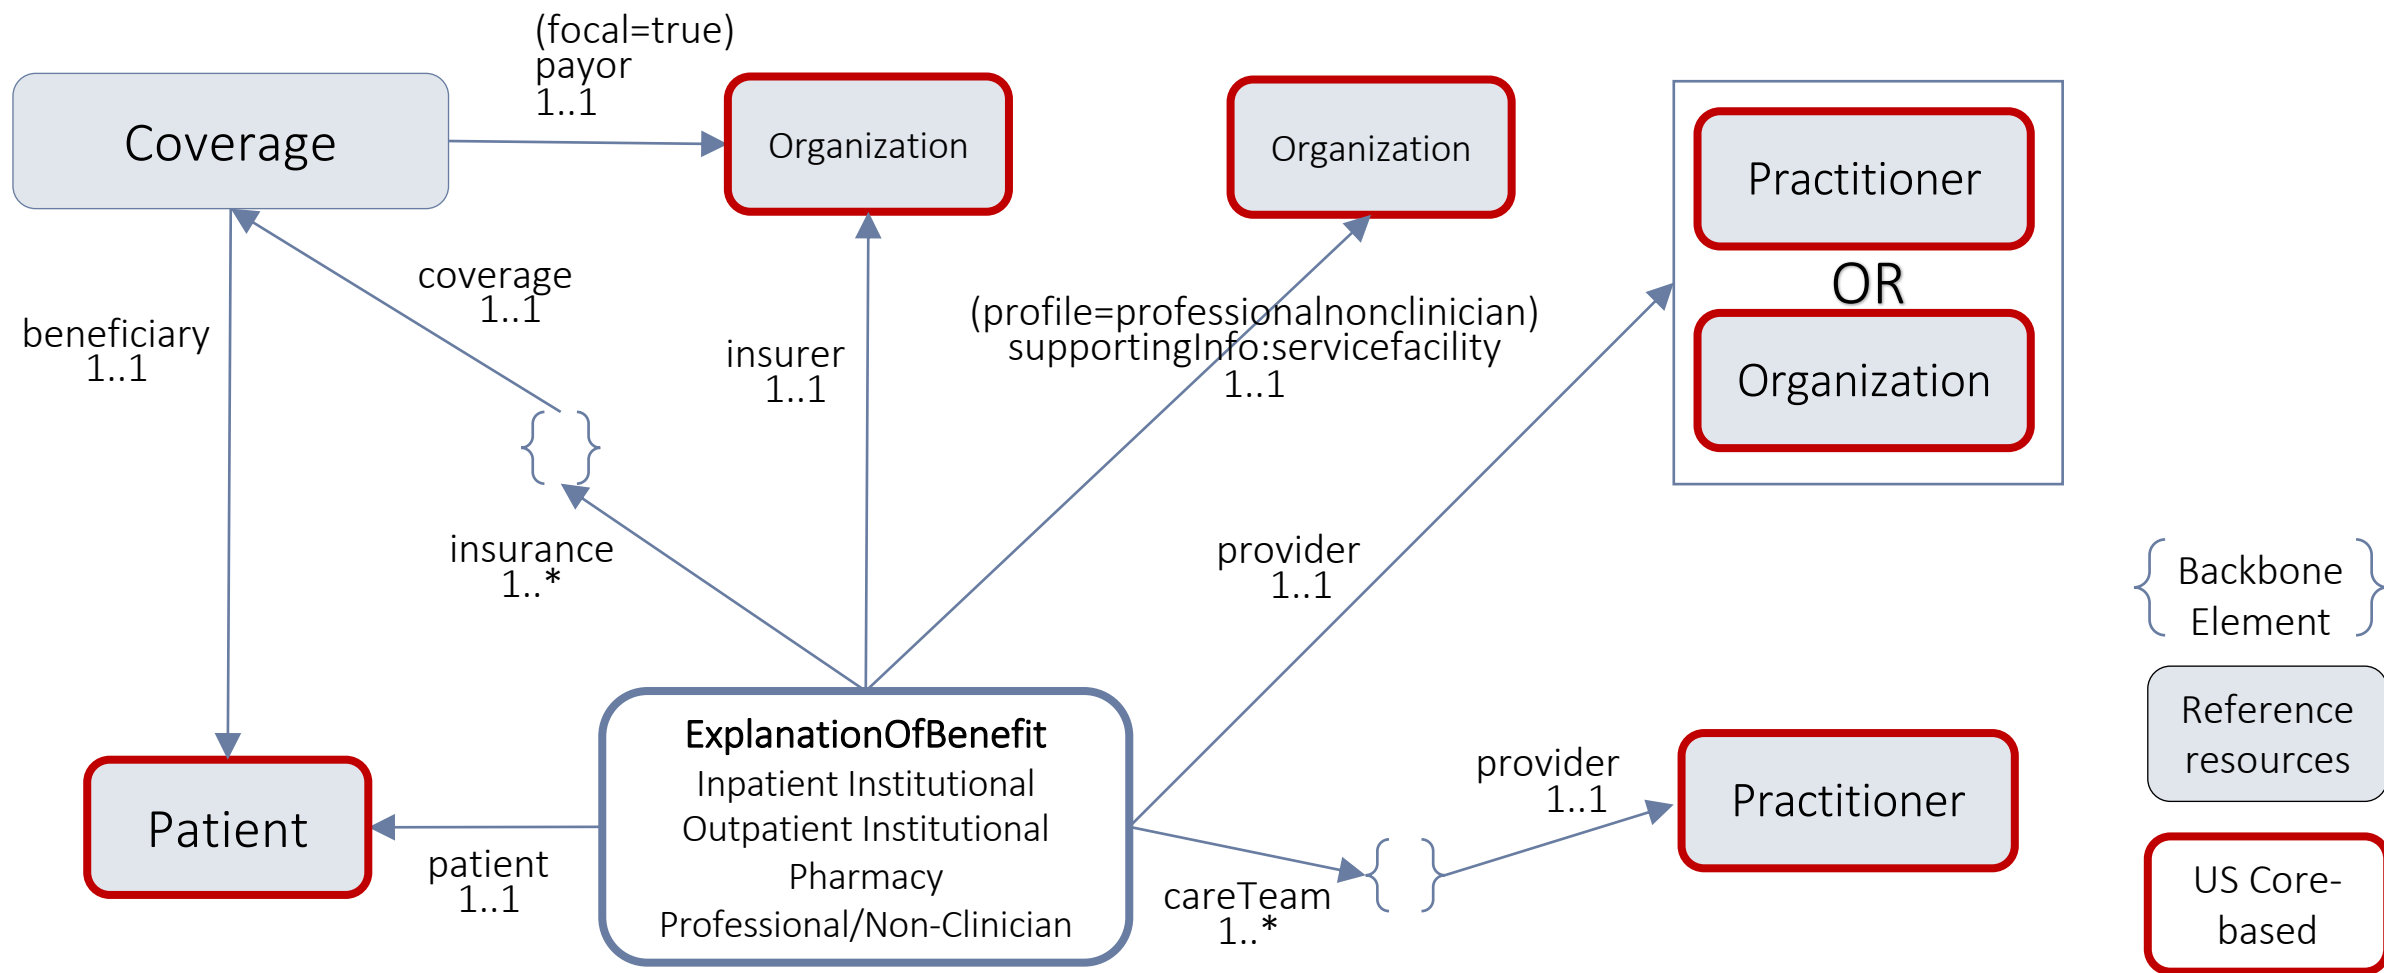 (focal=true)
payor
1..1
Coverage
Organization
Organization
Practitioner
OR
Organization
coverage
1..1
beneficiary
1..1
insurer
1..1
(profile=professionalnonclinician)
supportingInfo:servicefacility
1..1
insurance
1..*
provider
1..1
Backbone
Element
Reference
resources
US Core-
based
ExplanationOfBenefit
Inpatient Institutional
Outpatient Institutional
Pharmacy
Professional/Non-Clinician
Patient
patient
1..1
provider
1..1
Practitioner
careTeam
1..*